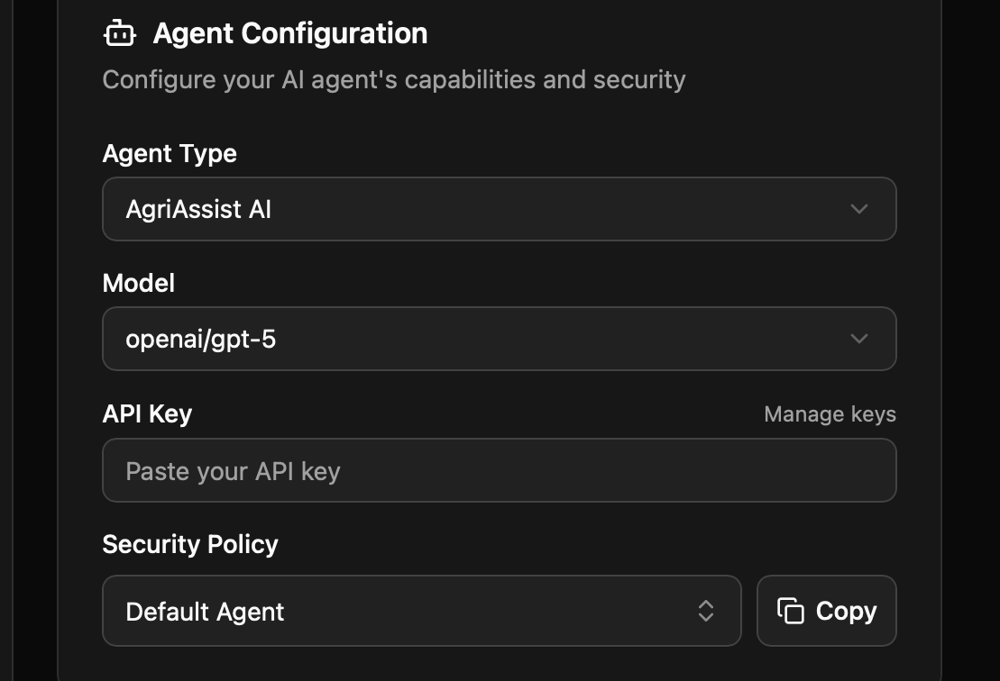 Agent Configuration
Configure your AI agent's capabilities and security
Agent Type
AgriAssist AI
Model
openai/gpt-5
API Key
Manage keys
Paste your API key
Security Policy
Default Agent
Copy